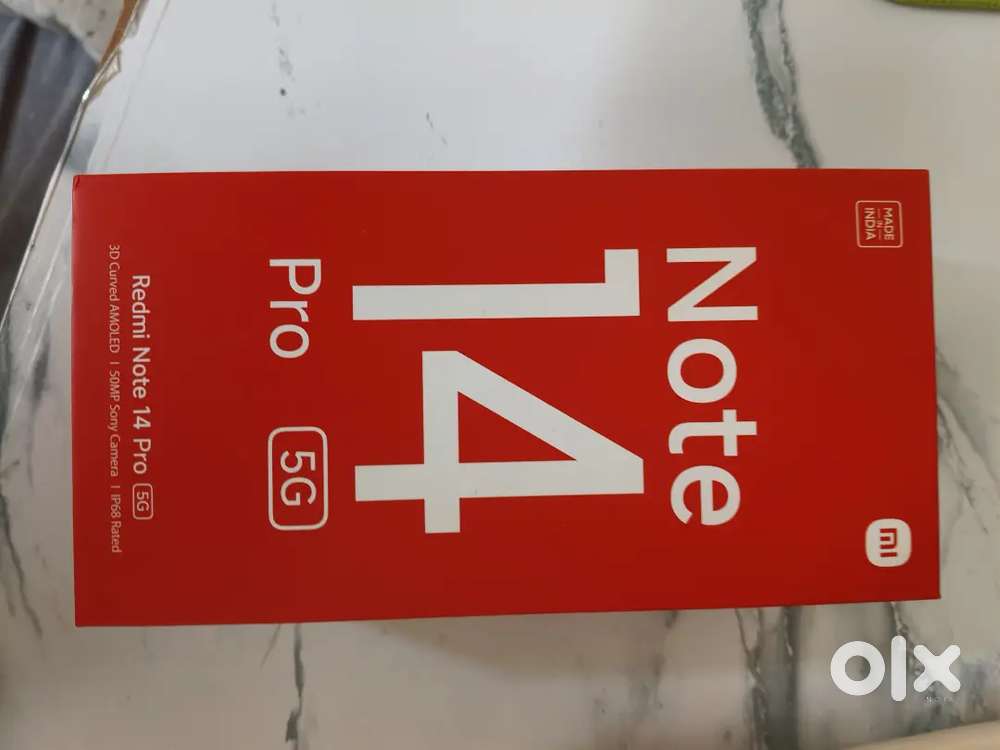 MADE
IN
INDIA
mi
Note
14
Pro 5G
Redmi Note 14 Pro 5G
3D Curved AMOLED | 50MP Sony Camera | IP68 Rated
olx